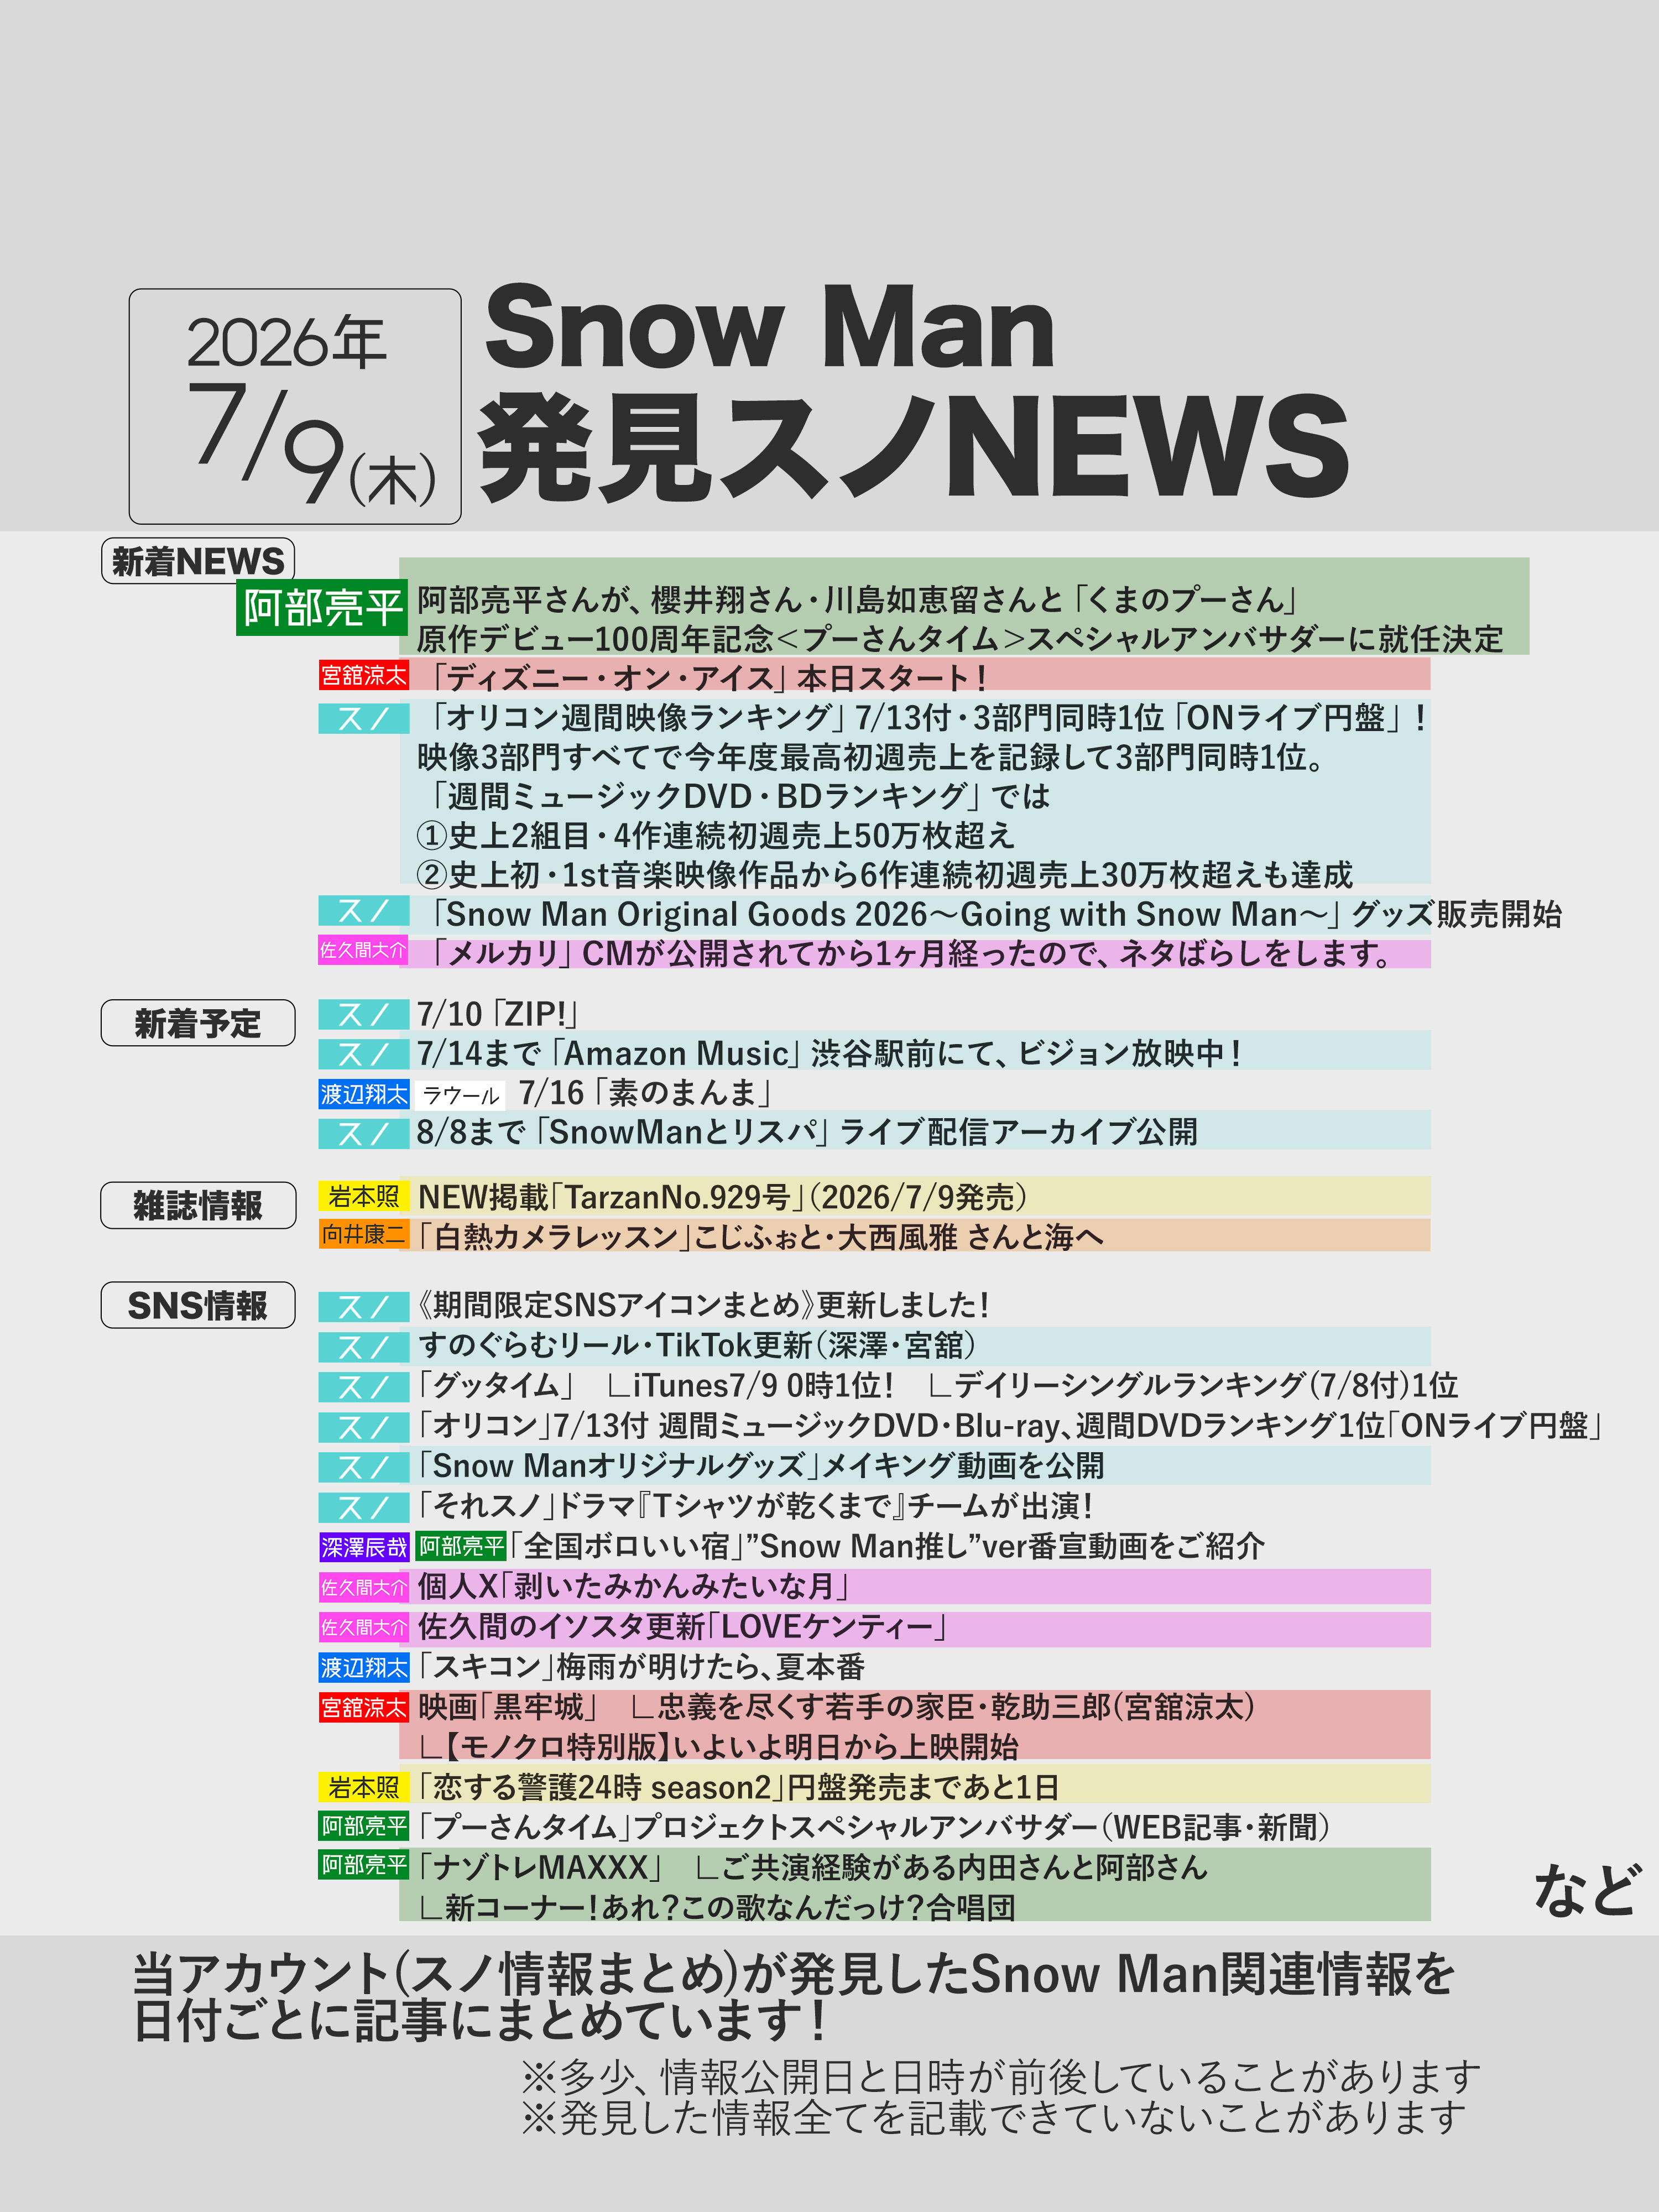 2026年
7/9(木)
Snow Man
発見スノNEWS
新着NEWS
阿部亮平 阿部亮平さんが、櫻井翔さん・川島如恵留さんと「くまのプーさん」
原作デビュー100周年記念＜プーさんタイム＞スペシャルアンバサダーに就任決定
宮舘涼太 「ディズニー・オン・アイス」本日スタート！
スノ 「オリコン週間映像ランキング」7/13付・3部門同時1位「ONライブ円盤」！
映像3部門すべてで今年度最高初週売上を記録して3部門同時1位。
「週間ミュージックDVD・BDランキング」では
①史上2組目・4作連続初週売上50万枚超え
②史上初・1st音楽映像作品から6作連続初週売上30万枚超えも達成
スノ 「Snow Man Original Goods 2026～Going with Snow Man～」グッズ販売開始
佐久間大介 「メルカリ」CMが公開されてから1ヶ月経ったので、ネタばらしをします。
新着予定
スノ 7/10「ZIP!」
スノ 7/14まで「Amazon Music」渋谷駅前にて、ビジョン放映中！
渡辺翔太 ラウール 7/16「素のまんま」
スノ 8/8まで「SnowManとリスパ」ライブ配信アーカイブ公開
雑誌情報
岩本照 NEW掲載「TarzanNo.929号」（2026/7/9発売）
向井康二 「白熱カメラレッスン」こじふぉと・大西風雅 さんと海へ
SNS情報
スノ 《期間限定SNSアイコンまとめ》更新しました！
スノ すのぐらむリール・TikTok更新（深澤・宮舘）
スノ 「グッタイム」 ∟iTunes7/9 0時1位！ ∟デイリーシングルランキング（7/8付）1位
スノ 「オリコン」7/13付 週間ミュージックDVD・Blu-ray、週間DVDランキング1位「ONライブ円盤」
スノ 「Snow Manオリジナルグッズ」メイキング動画を公開
スノ 「それスノ」ドラマ『Tシャツが乾くまで』チームが出演！
深澤辰哉 阿部亮平 「全国ボロいい宿」”Snow Man推し”ver番宣動画をご紹介
佐久間大介 個人X「剥いたみかんみたいな月」
佐久間大介 佐久間のイソスタ更新「LOVEケンティー」
渡辺翔太 「スキコン」梅雨が明けたら、夏本番
宮舘涼太 映画「黒牢城」 ∟忠義を尽くす若手の家臣・乾助三郎(宮舘涼太)
∟【モノクロ特別版】いよいよ明日から上映開始
岩本照 「恋する警護24時 season2」円盤発売まであと1日
阿部亮平 「プーさんタイム」プロジェクトスペシャルアンバサダー（WEB記事・新聞）
阿部亮平 「ナゾトレMAXXX」 ∟ご共演経験がある内田さんと阿部さん
∟新コーナー！あれ？この歌なんだっけ？合唱団
など
当アカウント(スノ情報まとめ)が発見したSnow Man関連情報を
日付ごとに記事にまとめています！
※多少、情報公開日と日時が前後していることがあります
※発見した情報全てを記載できていないことがあります